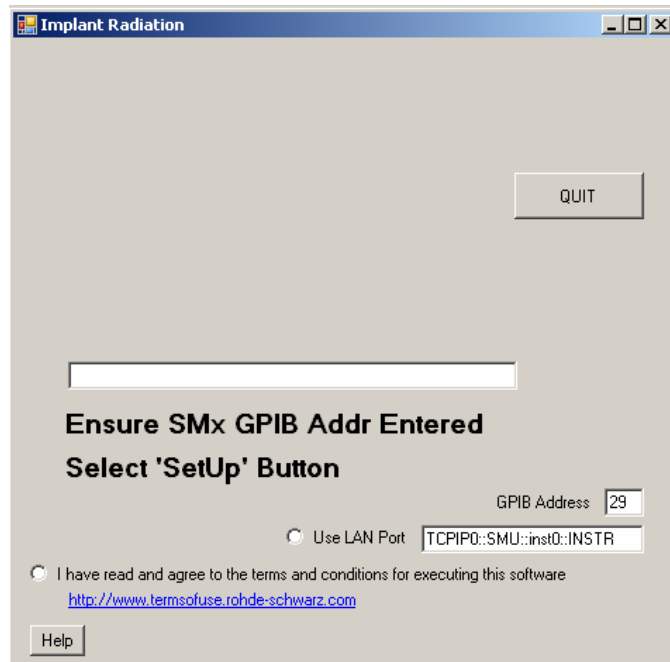 Implant Radiation
QUIT
Ensure SMx GPIB Addr Entered
Select 'SetUp' Button
GPIB Address 29
Use LAN Port TCPIP0::SMU::inst0::INSTR
I have read and agree to the terms and conditions for executing this software
http://www.termsofuse.rohde-schwarz.com
Help